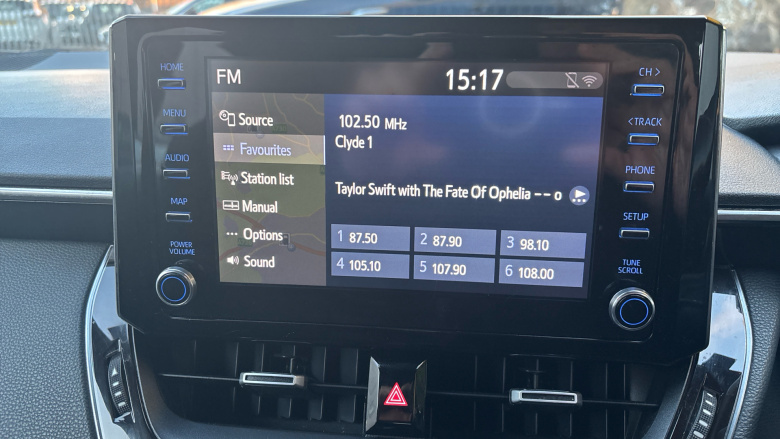 HOME
MENU
AUDIO
MAP
POWER
VOLUME
FM
15:17
Source
Favourites
Station list
Manual
Options
Sound
102.50 MHz
Clyde 1
Taylor Swift with The Fate Of Ophelia -- o
1 87.50
2 87.90
3 98.10
4 105.10
5 107.90
6 108.00
CH >
< TRACK
PHONE
SETUP
TUNE
SCROLL